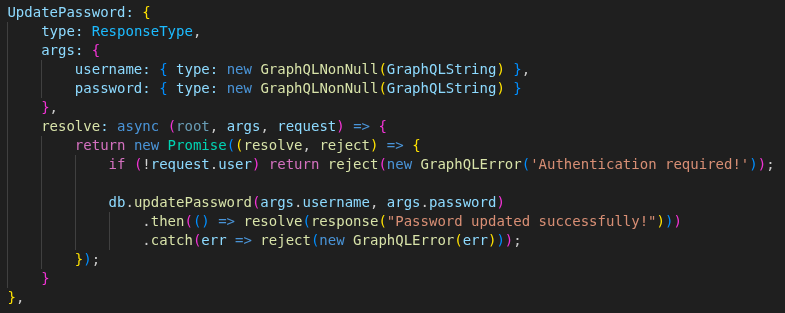 UpdatePassword: {
    type: ResponseType,
    args: {
        username: { type: new GraphQLNonNull(GraphQLString) },
        password: { type: new GraphQLNonNull(GraphQLString) }
    },
    resolve: async (root, args, request) => {
        return new Promise((resolve, reject) => {
            if (!request.user) return reject(new GraphQLError('Authentication required!'));

            db.updatePassword(args.username, args.password)
                .then(() => resolve(response("Password updated successfully!")))
                .catch(err => reject(new GraphQLError(err)));
        });
    }
},